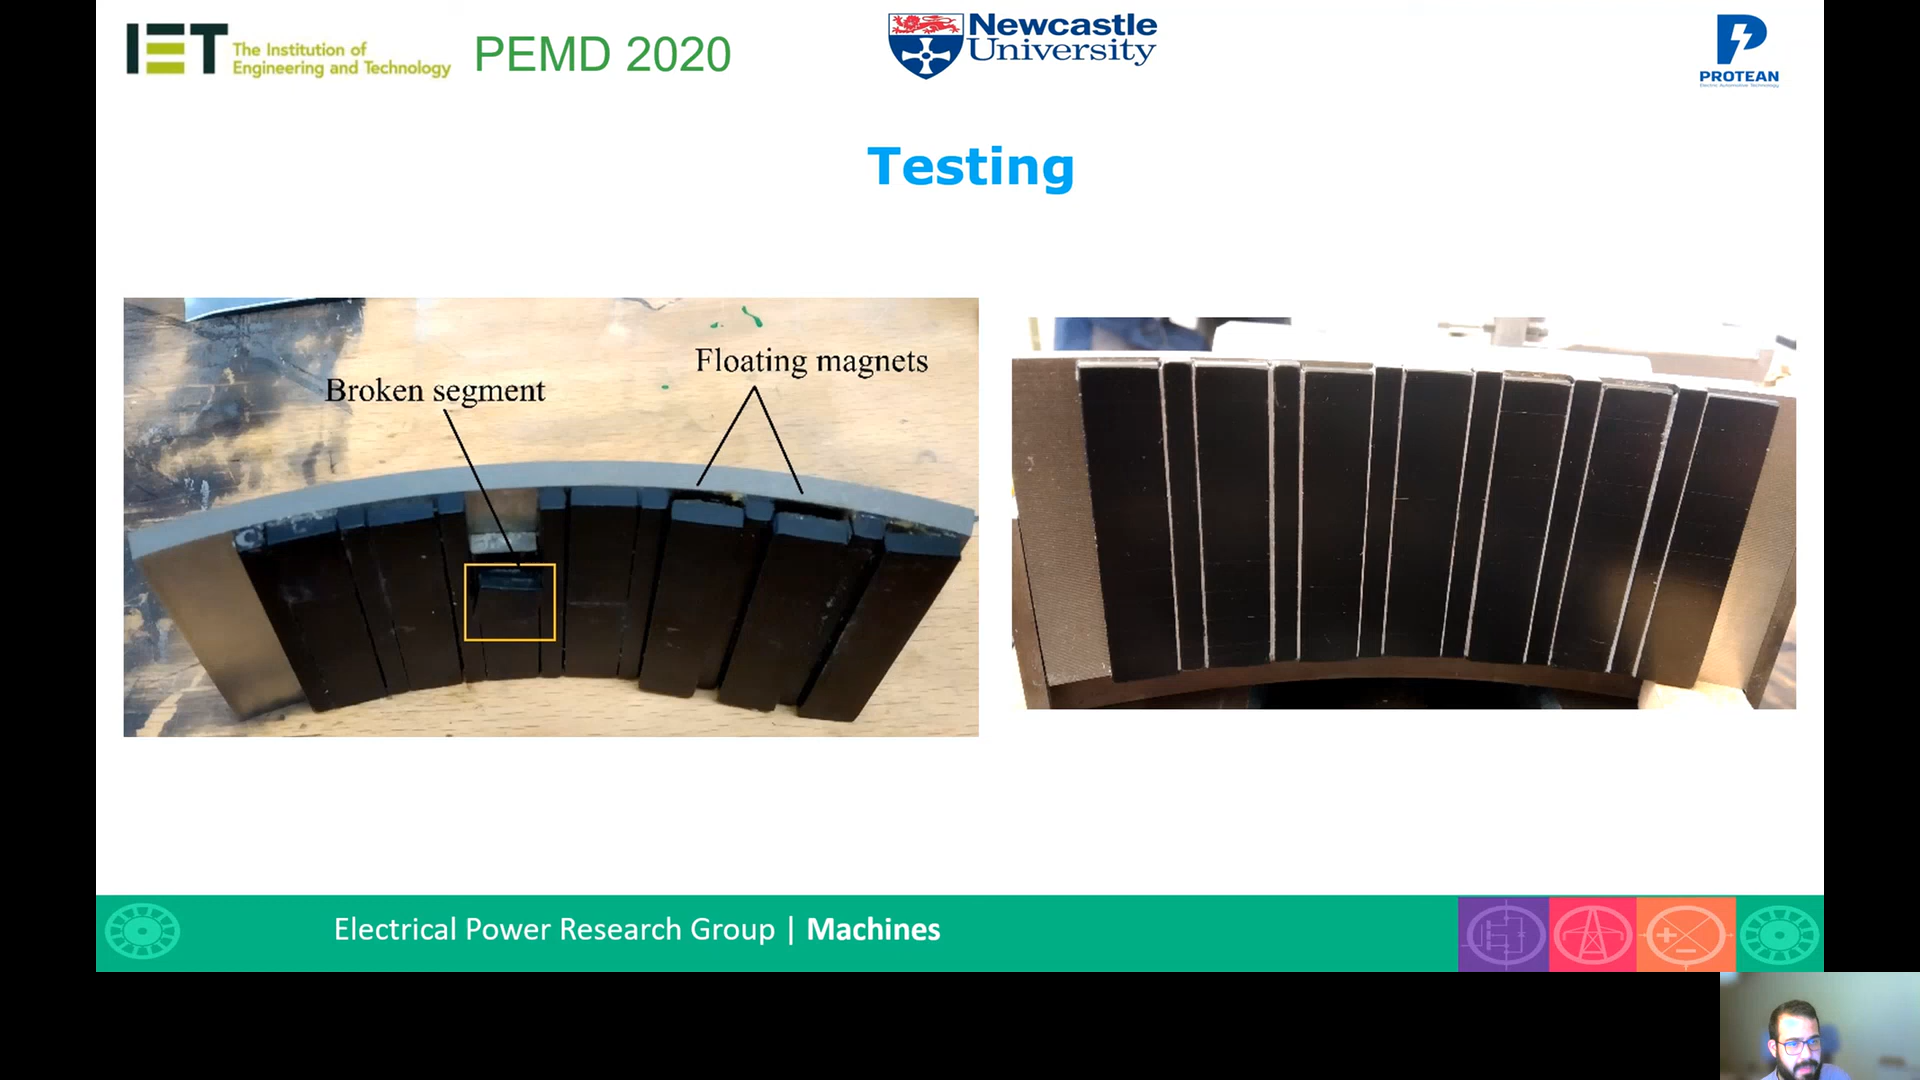 IET The Institution of
Engineering and Technology
PEMD 2020
Newcastle
University
PROTEAN
Electric Automotive Technology
Testing
Broken segment
Floating magnets
Electrical Power Research Group | Machines